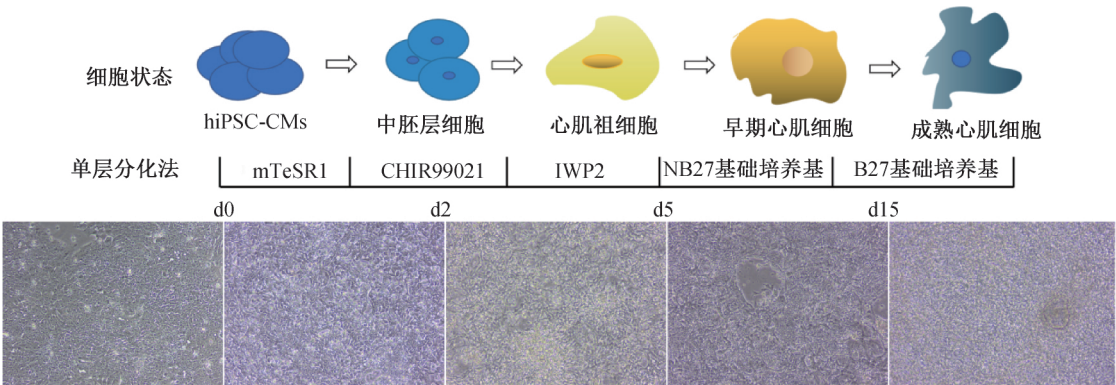 细胞状态
hiPSC-CMs 中胚层细胞 心肌祖细胞 早期心肌细胞 成熟心肌细胞
单层分化法 mTeSR1 CHIR99021 IWP2 NB27基础培养基 B27基础培养基
d0 d2 d5 d15